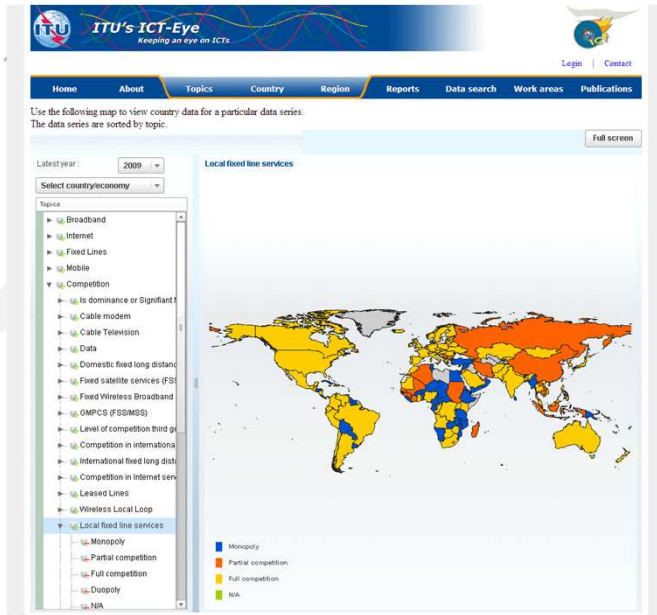 ITU
ITU's ICT-Eye
Keeping an eye on ICTs
Login | Contact
Home About Topics Country Region Reports Data search Work areas Publications
Use the following map to view country data for a particular data series.
The data series are sorted by topic.
Full screen
Latest year : 2009
Local fixed line services
Select country/economy
Topics
Broadband
Internet
Fixed Lines
Mobile
Competition
Is dominance or Signifiant
Cable modem
Cable Television
Data
Domestic fixed long distanc
Fixed satellite services (FS
Fixed Wireless Broadband
GMPCS (FSS/MSS)
Level of competition third g
Competition in internationa
International fixed long dist
Competition in Internet serv
Leased Lines
Wireless Local Loop
Local fixed line services
Monopoly
Partial competition
Full competition
Duopoly
N/A
Monopoly
Partial competition
Full competition
N/A